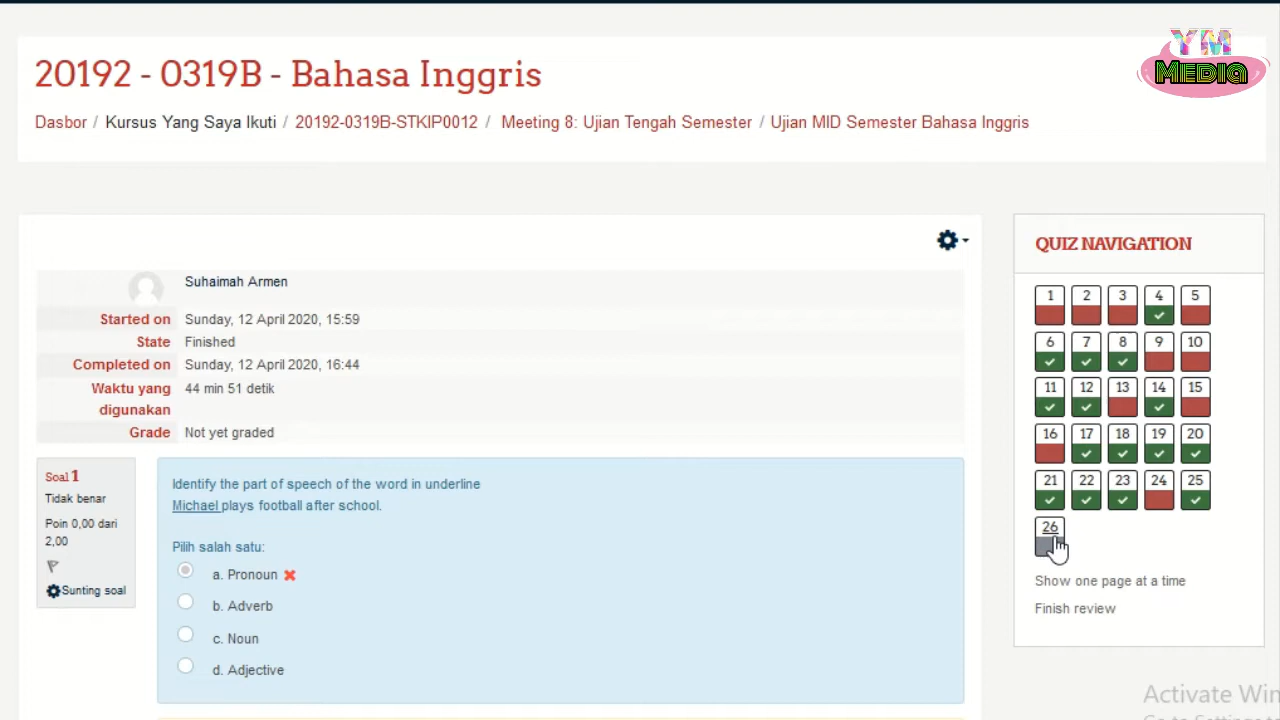 YM
MEDIA
20192 - 0319B - Bahasa Inggris
Dasbor / Kursus Yang Saya Ikuti / 20192-0319B-STKIP0012 / Meeting 8: Ujian Tengah Semester / Ujian MID Semester Bahasa Inggris
Suhaimah Armen
Started on Sunday, 12 April 2020, 15:59
State Finished
Completed on Sunday, 12 April 2020, 16:44
Waktu yang 44 min 51 detik
digunakan
Grade Not yet graded
Soal 1
Tidak benar
Poin 0,00 dari
2,00
Sunting soal
Identify the part of speech of the word in underline
Michael plays football after school.
Pilih salah satu:
a. Pronoun
b. Adverb
c. Noun
d. Adjective
QUIZ NAVIGATION
1 2 3 4 5
6 7 8 9 10
11 12 13 14 15
16 17 18 19 20
21 22 23 24 25
26
Show one page at a time
Finish review
Activate Win